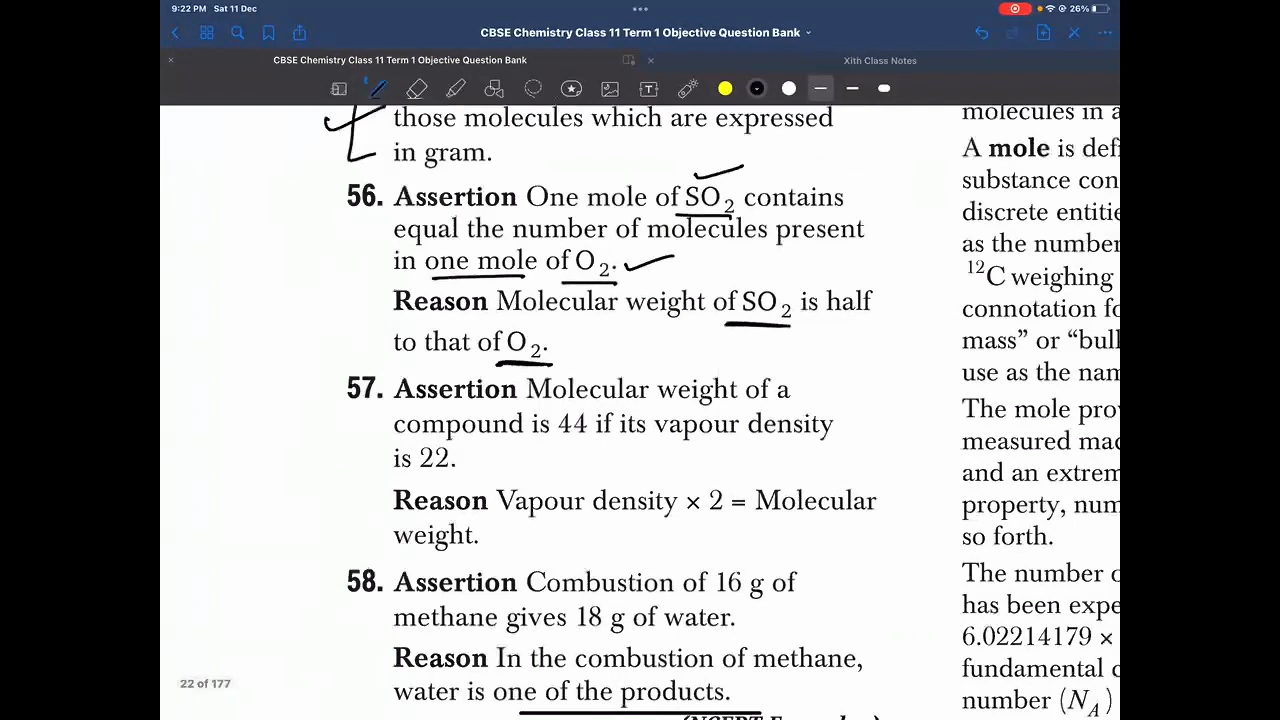 9:22 PM Sat 11 Dec
26%
CBSE Chemistry Class 11 Term 1 Objective Question Bank
CBSE Chemistry Class 11 Term 1 Objective Question Bank
Xith Class Notes
those molecules which are expressed
in gram.
56. Assertion One mole of SO2 contains
equal the number of molecules present
in one mole of O2.
Reason Molecular weight of SO2 is half
to that of O2.
57. Assertion Molecular weight of a
compound is 44 if its vapour density
is 22.
Reason Vapour density × 2 = Molecular
weight.
58. Assertion Combustion of 16 g of
methane gives 18 g of water.
Reason In the combustion of methane,
water is one of the products.
22 of 177
molecules in a
A mole is defi
substance con
discrete entitie
as the number
12C weighing
connotation fo
mass” or “bull
use as the nam
The mole prov
measured mac
and an extrem
property, num
so forth.
The number o
has been expe
6.02214179 ×
fundamental c
number (NA)